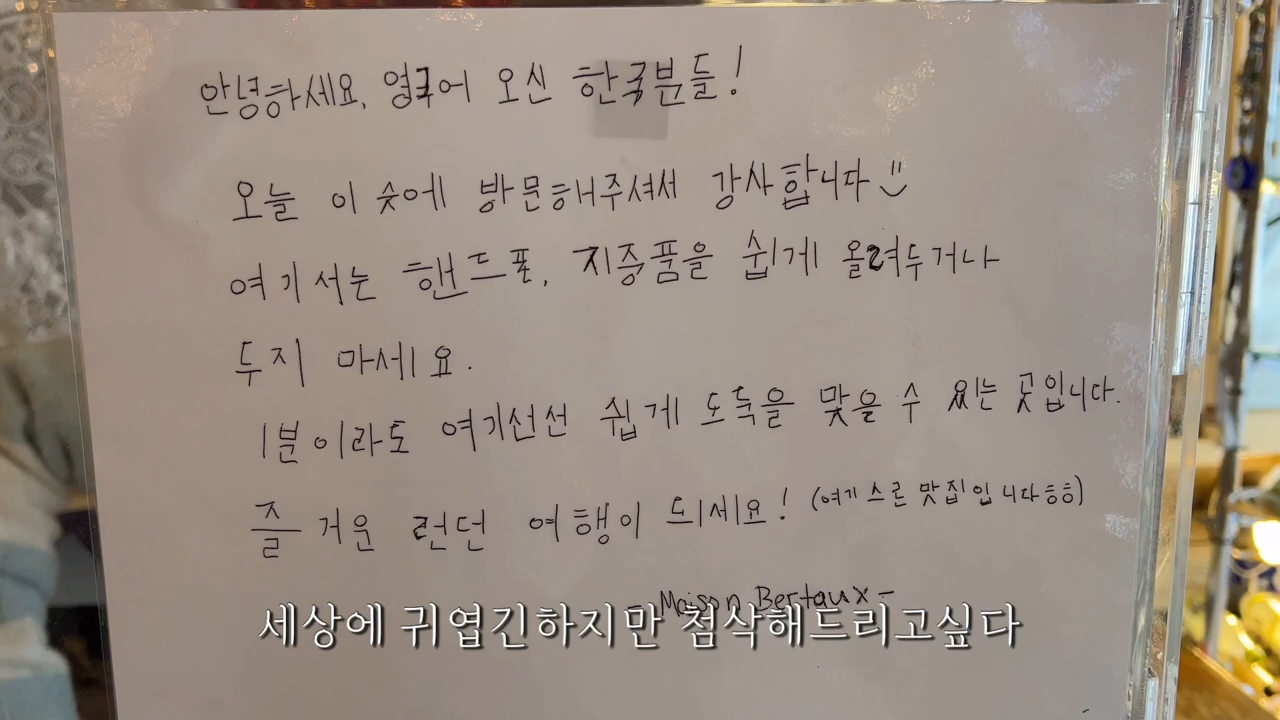 안녕하세요, 영국에 오신 한국분들!
오늘 이 숏에 방문해주셔서 감사합니다
여기서는 핸드폰, 지증품을 쉽게 올려두거나
두지 마세요.
1분이라도 여기선선 쉽게 도둑을 맟을 수 있는 곳입니다.
즐거운 런던 여행이 되세요! (여기 스콘 맛집입니다ㅎㅎ)
- Maison Bertaux -
세상에 귀엽긴하지만 첨삭해드리고싶다